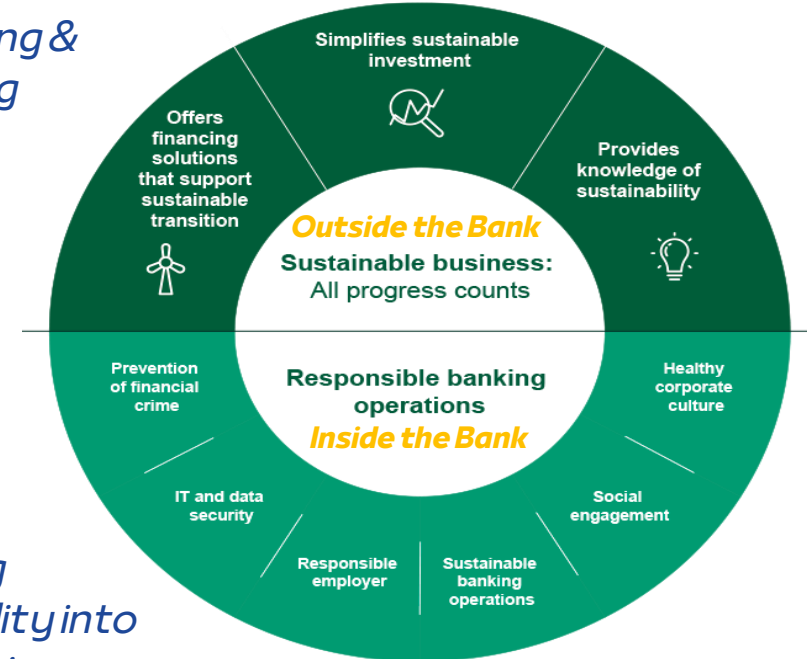 ng &
g
Simplifies sustainable
investment
Offers
financing
solutions
that support
sustainable
transition
Provides
knowledge of
sustainability
Outside the Bank
Sustainable business:
All progress counts
Responsible banking
operations
Inside the Bank
Prevention
of financial
crime
IT and data
security
Responsible
employer
Sustainable
banking
operations
Social
engagement
Healthy
corporate
culture
g
lity into